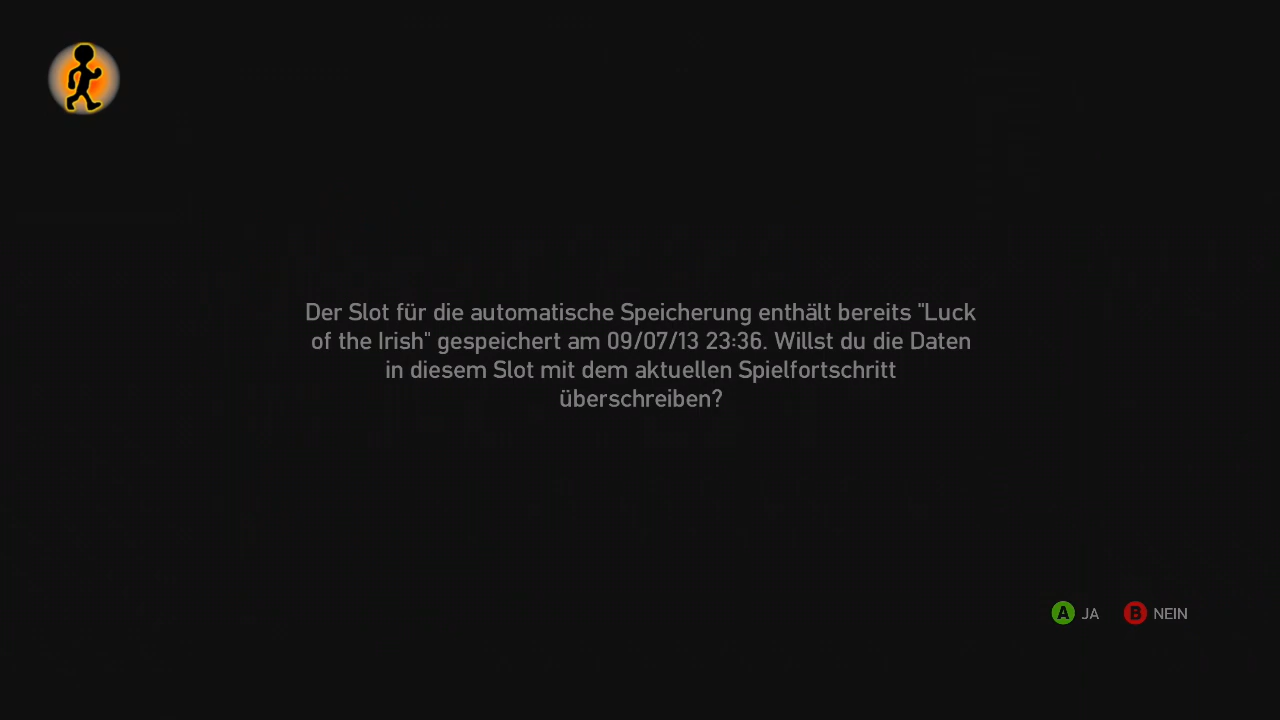 Der Slot für die automatische Speicherung enthält bereits "Luck
of the Irish" gespeichert am 09/07/13 23:36. Willst du die Daten
in diesem Slot mit dem aktuellen Spielfortschritt
überschreiben?
A JA B NEIN